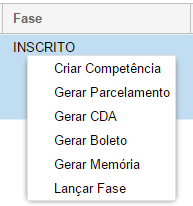 Fase
INSCRITO
Criar Competência
Gerar Parcelamento
Gerar CDA
Gerar Boleto
Gerar Memória
Lançar Fase